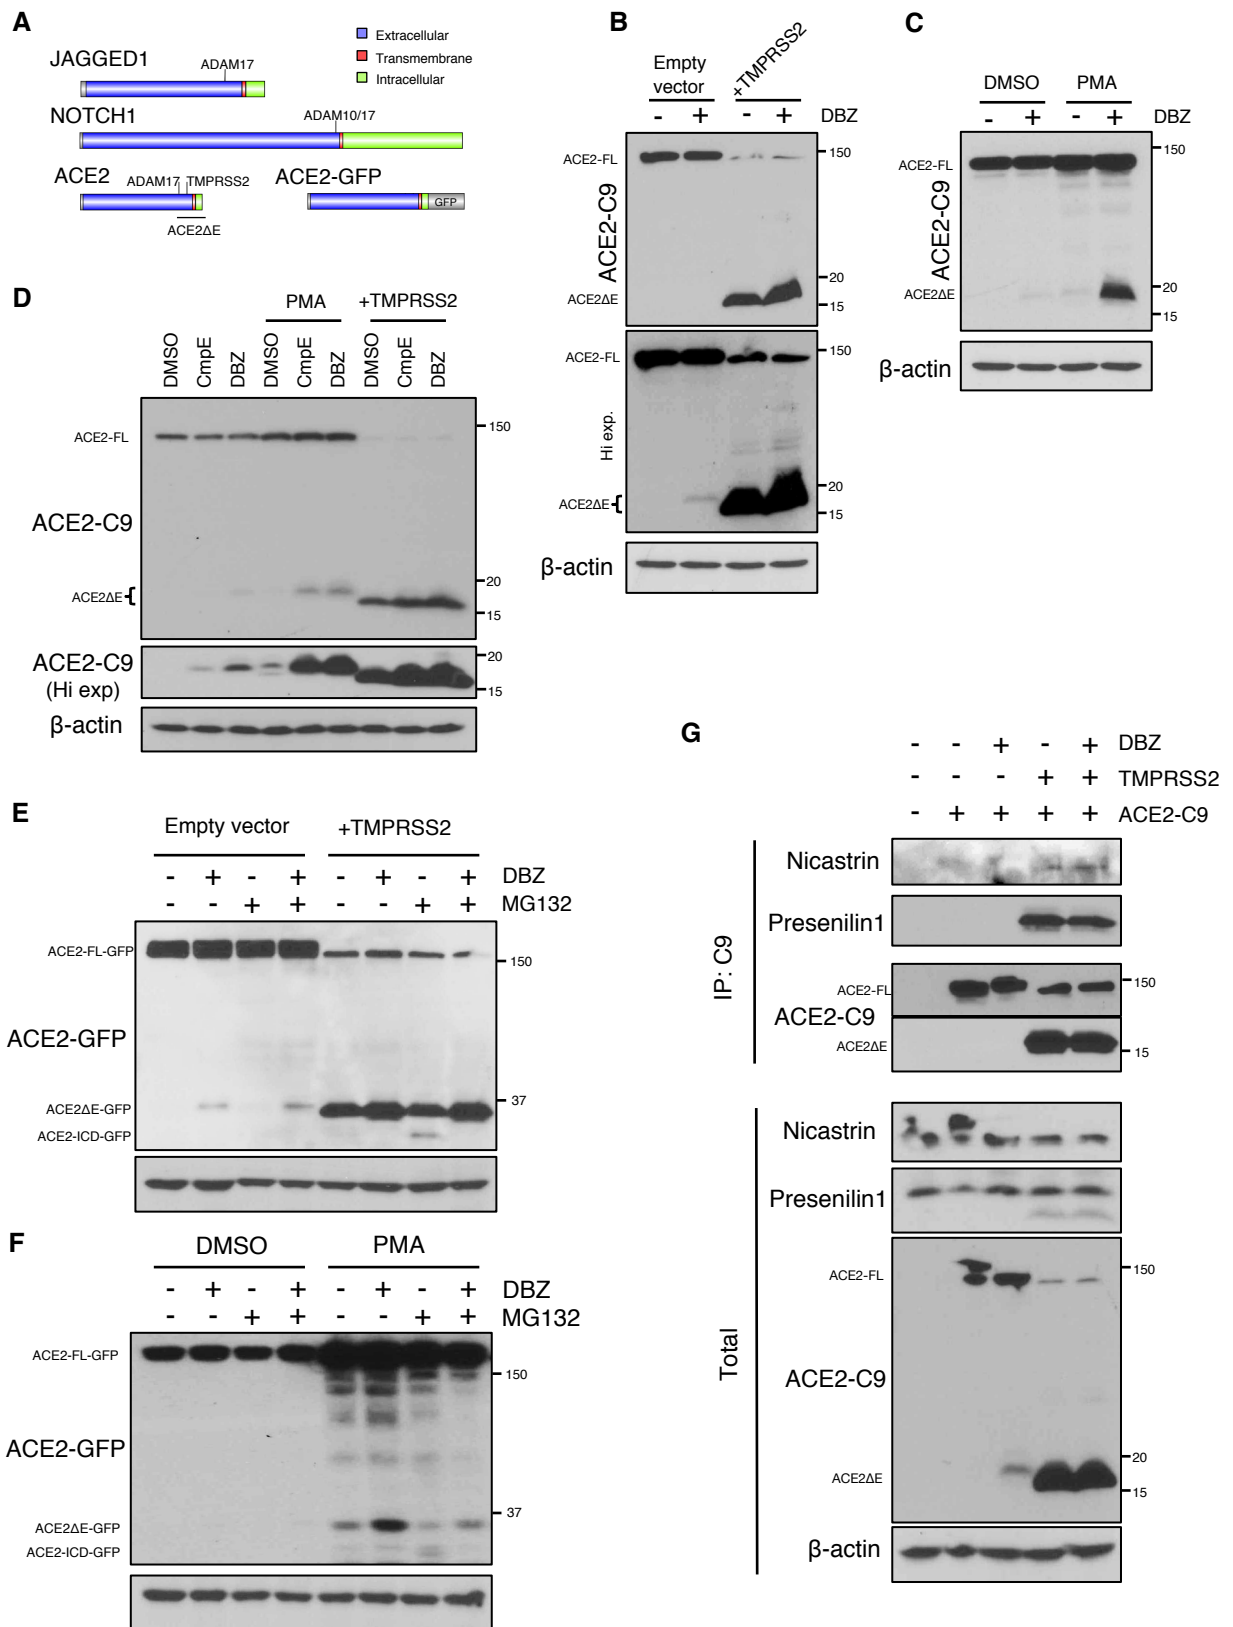 A
JAGGED1
ADAM17
NOTCH1
ADAM10/17
ACE2
ADAM17 TMPRSS2
ACE2ΔE
ACE2-GFP
GFP
Extracellular
Transmembrane
Intracellular
B
Empty vector
+TMPRSS2
- + - + DBZ
ACE2-FL
150
ACE2-C9
20
ACE2ΔE
15
ACE2-FL
150
Hi exp.
20
ACE2ΔE {
15
β-actin
C
DMSO PMA
- + - + DBZ
150
ACE2-FL
ACE2-C9
20
ACE2ΔE
15
β-actin
D
PMA +TMPRSS2
DMSO CmpE DBZ DMSO CmpE DBZ DMSO CmpE DBZ
150
ACE2-FL
ACE2-C9
20
ACE2ΔE {
15
ACE2-C9
(Hi exp)
20
15
β-actin
E
Empty vector +TMPRSS2
- + - + - + - + DBZ
- - + + - - + + MG132
ACE2-FL-GFP
150
ACE2-GFP
37
ACE2ΔE-GFP
ACE2-ICD-GFP
F
DMSO PMA
- + - + - + - + DBZ
- - + + - - + + MG132
ACE2-FL-GFP
150
ACE2-GFP
37
ACE2ΔE-GFP
ACE2-ICD-GFP
G
- - + - + DBZ
- - - + + TMPRSS2
- + + + + ACE2-C9
IP: C9
Nicastrin
Presenilin1
ACE2-FL
150
ACE2-C9
ACE2ΔE
15
Total
Nicastrin
Presenilin1
ACE2-FL
150
ACE2-C9
20
ACE2ΔE
15
β-actin